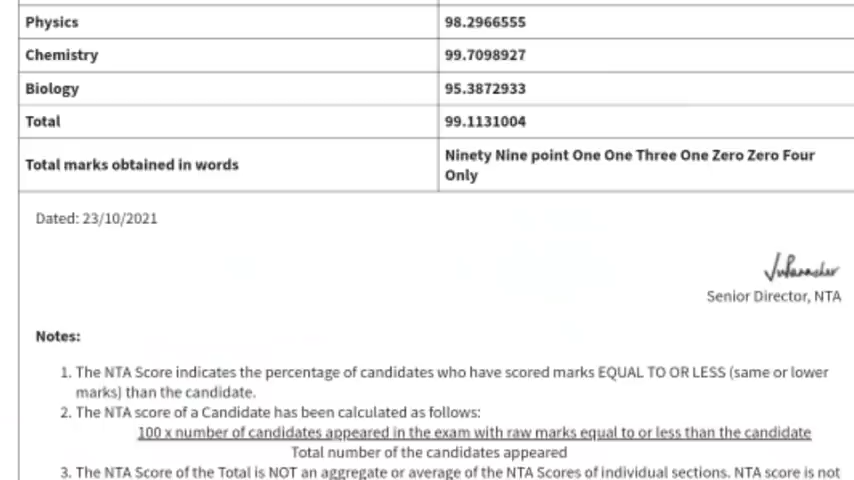 Physics 98.2966555
Chemistry 99.7098927
Biology 95.3872933
Total 99.1131004
Total marks obtained in words Ninety Nine point One One Three One Zero Zero Four
Only
Dated: 23/10/2021
Senior Director, NTA
Notes:
1. The NTA Score indicates the percentage of candidates who have scored marks EQUAL TO OR LESS (same or lower
marks) than the candidate.
2. The NTA score of a Candidate has been calculated as follows:
100 x number of candidates appeared in the exam with raw marks equal to or less than the candidate
Total number of the candidates appeared
3. The NTA Score of the Total is NOT an aggregate or average of the NTA Scores of individual sections. NTA score is not